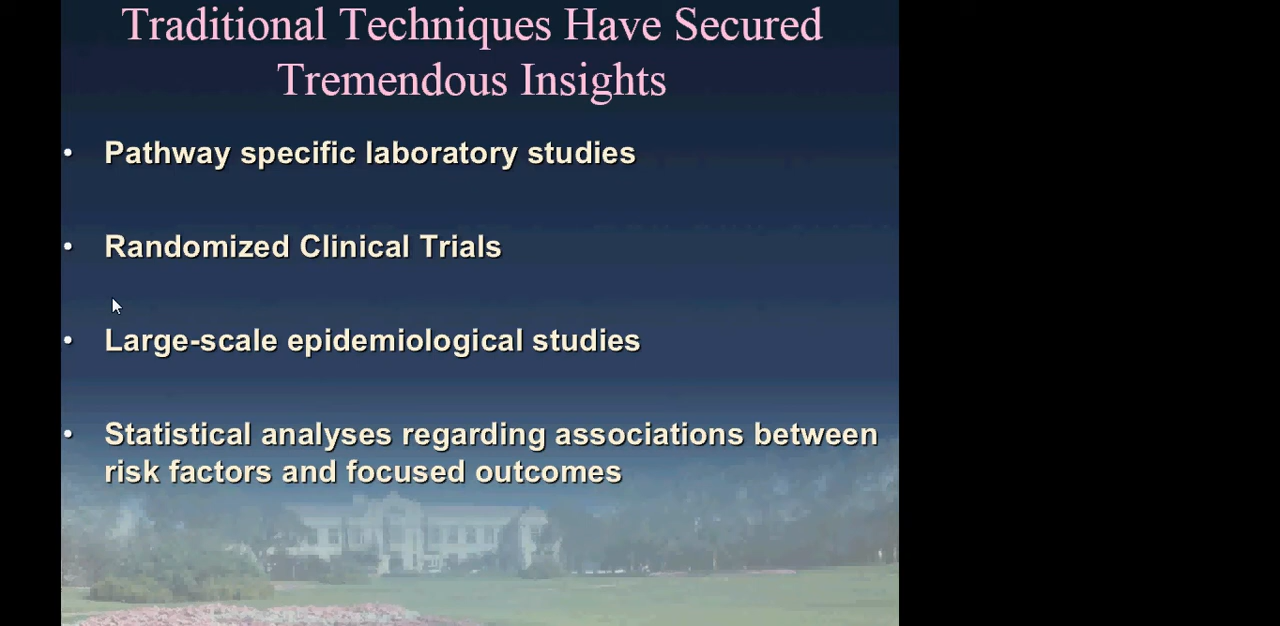 Traditional Techniques Have Secured
Tremendous Insights
• Pathway specific laboratory studies
• Randomized Clinical Trials
• Large-scale epidemiological studies
• Statistical analyses regarding associations between
risk factors and focused outcomes